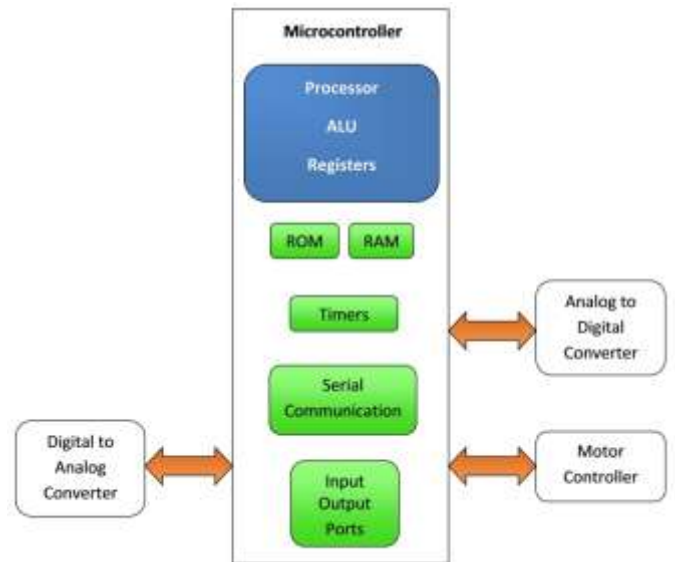 Microcontroller
Processor
ALU
Registers
ROM
RAM
Timers
Analog to
Digital
Converter
Serial
Communication
Digital to
Analog
Converter
Motor
Controller
Input
Output
Ports